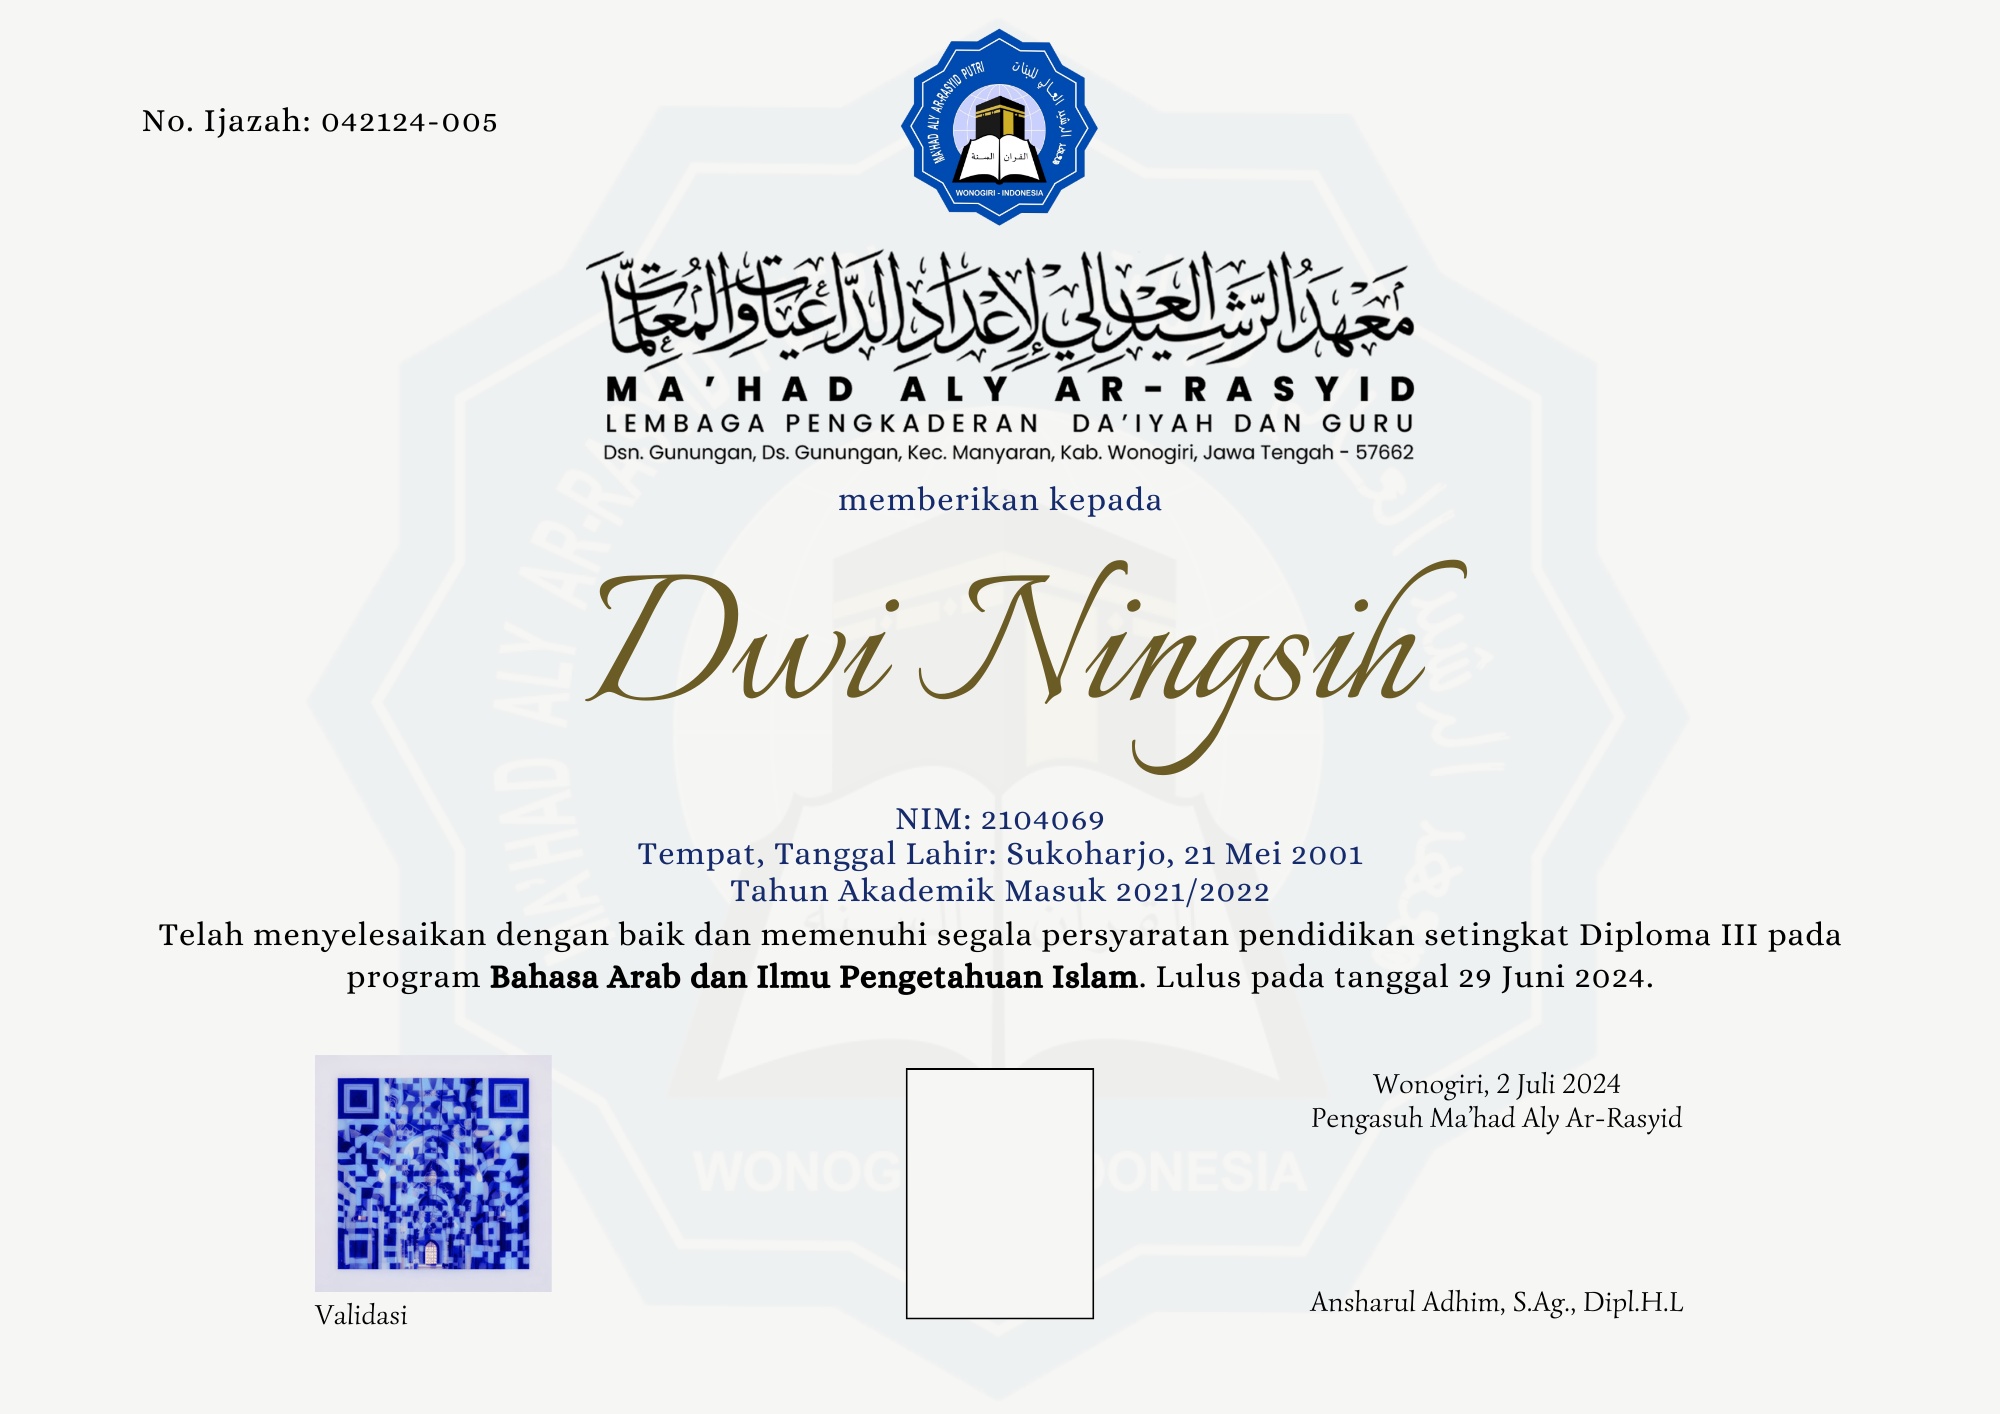 No. Ijazah: 042124-005
MA'HAD ALY AR-RASYID PUTRI
معهد الرشيد العالي للبنات
السنة القران
WONOGIRI - INDONESIA
معهد الرشيد العالي لإعداد الداعيات والمعلمات
MA'HAD ALY AR-RASYID
LEMBAGA PENGKADERAN DA'IYAH DAN GURU
Dsn. Gunungan, Ds. Gunungan, Kec. Manyaran, Kab. Wonogiri, Jawa Tengah - 57662
memberikan kepada
Dwi Ningsih
NIM: 2104069
Tempat, Tanggal Lahir: Sukoharjo, 21 Mei 2001
Tahun Akademik Masuk 2021/2022
Telah menyelesaikan dengan baik dan memenuhi segala persyaratan pendidikan setingkat Diploma III pada
program Bahasa Arab dan Ilmu Pengetahuan Islam. Lulus pada tanggal 29 Juni 2024.
Validasi
Wonogiri, 2 Juli 2024
Pengasuh Ma'had Aly Ar-Rasyid
Ansharul Adhim, S.Ag., Dipl.H.L